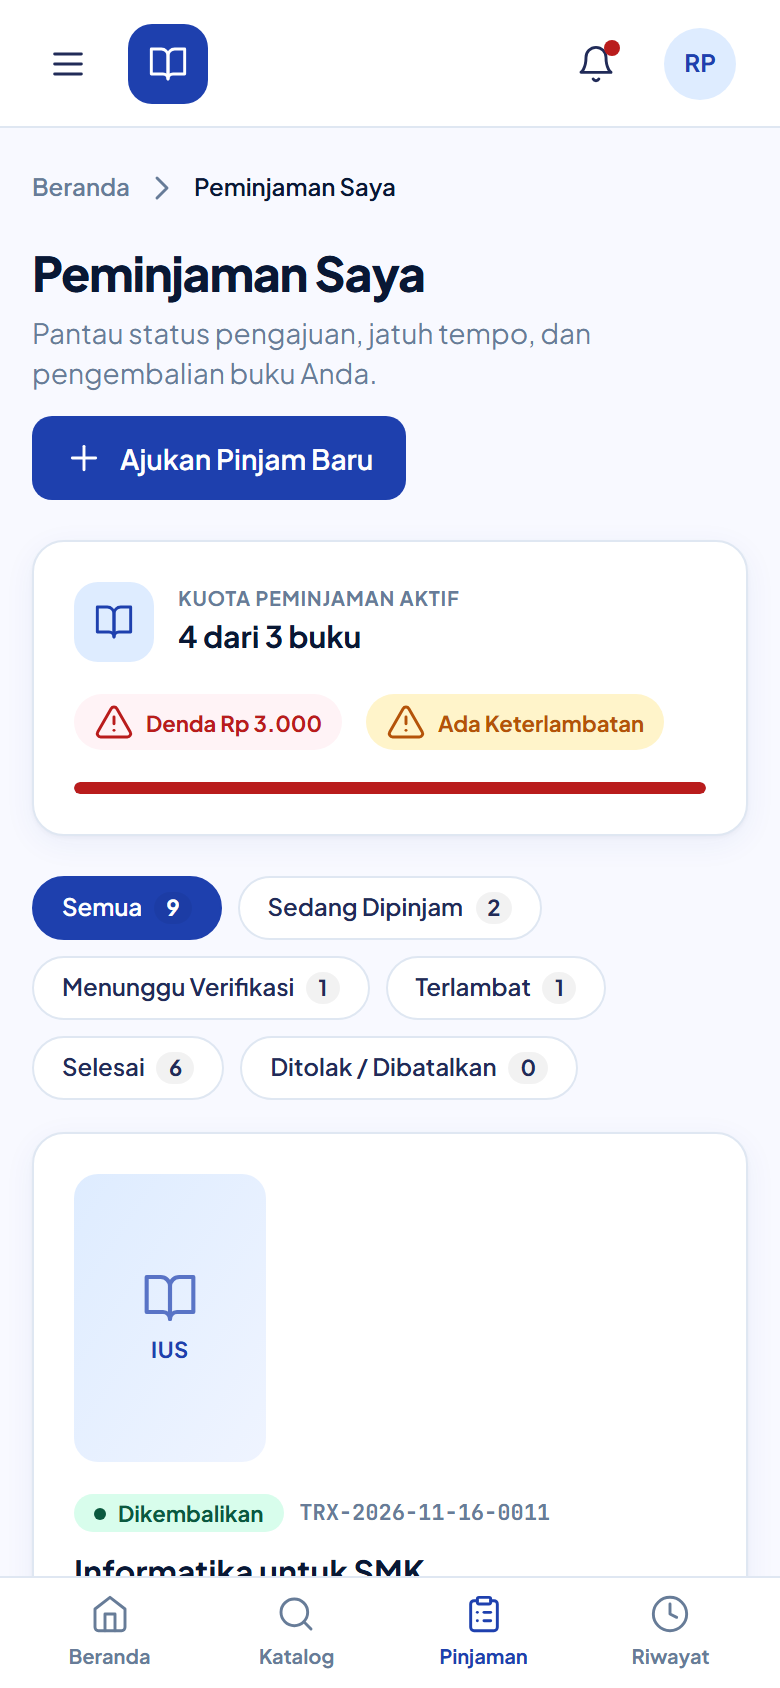 RP
Beranda > Peminjaman Saya
Peminjaman Saya
Pantau status pengajuan, jatuh tempo, dan
pengembalian buku Anda.
Ajukan Pinjam Baru
KUOTA PEMINJAMAN AKTIF
4 dari 3 buku
Denda Rp 3.000 Ada Keterlambatan
Semua 9 Sedang Dipinjam 2
Menunggu Verifikasi 1 Terlambat 1
Selesai 6 Ditolak / Dibatalkan 0
IUS
Dikembalikan TRX-2026-11-16-0011
Informatika untuk SMK
Beranda Katalog Pinjaman Riwayat